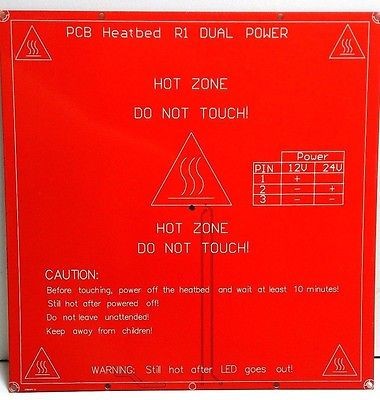 PCB Heatbed R1 DUAL POWER
HOT ZONE
DO NOT TOUCH!
Power
PIN 12V 24V
1 +
2 - +
3 - -
HOT ZONE
DO NOT TOUCH!
CAUTION:
Before touching, power off the heatbed and wait at least 10 minutes!
Still hot after powered off!
Do not leave unattended!
Keep away from children!
WARNING: Still hot after LED goes out!